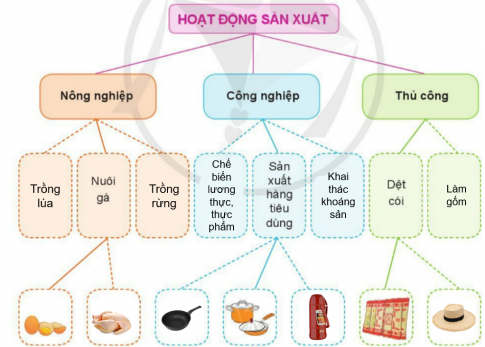 HOẠT ĐỘNG SẢN XUẤT
Nông nghiệp
Công nghiệp
Thủ công
Trồng
lúa
Nuôi
gà
Trồng
rừng
Chế
biến
lương
thực,
thực
phẩm
Sản
xuất
hàng
tiêu
dùng
Khai
thác
khoáng
sản
Dệt
cói
Làm
gốm